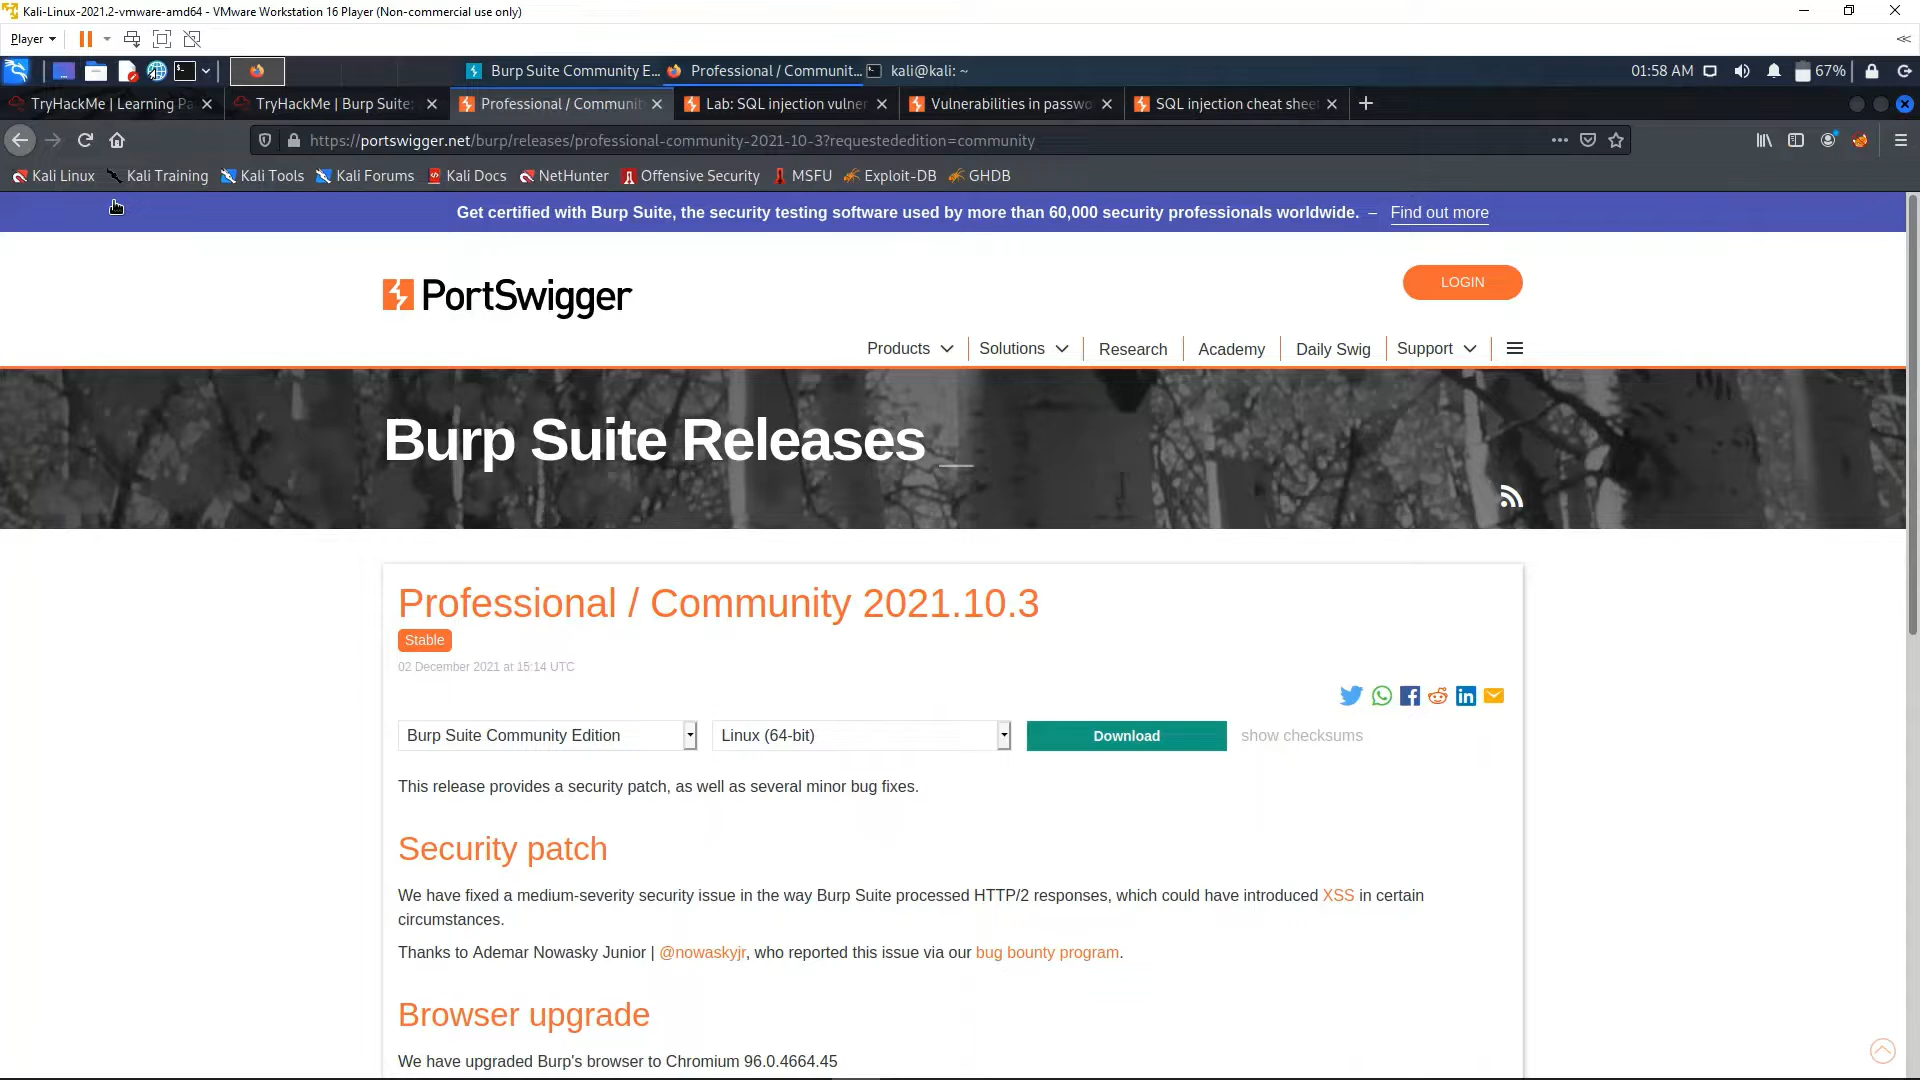 Kali-Linux-2021.2-vmware-amd64 - VMware Workstation 16 Player (Non-commercial use only)
Player
Burp Suite Community E...
Professional / Communit...
kali@kali: ~
01:58 AM
67%
TryHackMe | Learning Pa
TryHackMe | Burp Suite:
Professional / Communit
Lab: SQL injection vulner
Vulnerabilities in passwo
SQL injection cheat shee
https://portswigger.net/burp/releases/professional-community-2021-10-3?requestededition=community
Kali Linux
Kali Training
Kali Tools
Kali Forums
Kali Docs
NetHunter
Offensive Security
MSFU
Exploit-DB
GHDB
Get certified with Burp Suite, the security testing software used by more than 60,000 security professionals worldwide. – Find out more
PortSwigger
LOGIN
Products
Solutions
Research
Academy
Daily Swig
Support
Burp Suite Releases _
Professional / Community 2021.10.3
Stable
02 December 2021 at 15:14 UTC
Burp Suite Community Edition
Linux (64-bit)
Download
show checksums
This release provides a security patch, as well as several minor bug fixes.
Security patch
We have fixed a medium-severity security issue in the way Burp Suite processed HTTP/2 responses, which could have introduced XSS in certain
circumstances.
Thanks to Ademar Nowasky Junior | @nowaskyjr, who reported this issue via our bug bounty program.
Browser upgrade
We have upgraded Burp's browser to Chromium 96.0.4664.45